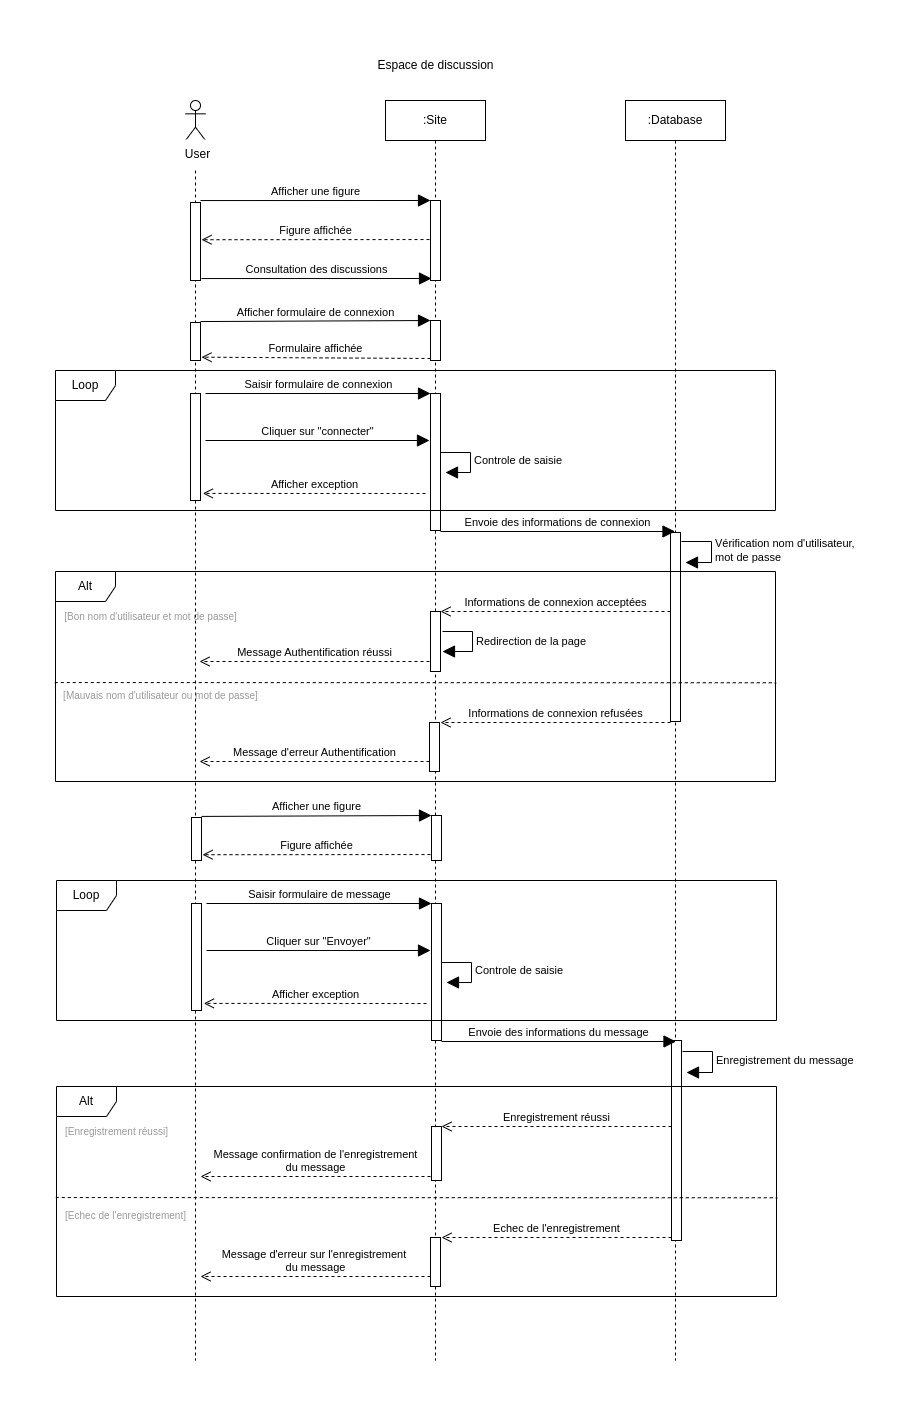 Espace de discussion
:Site
:Database
User
Afficher une figure
Figure affichée
Consultation des discussions
Afficher formulaire de connexion
Formulaire affichée
Loop
Saisir formulaire de connexion
Cliquer sur "connecter"
Controle de saisie
Afficher exception
Envoie des informations de connexion
Vérification nom d'utilisateur,
mot de passe
Alt
Informations de connexion acceptées
[Bon nom d'utilisateur et mot de passe]
Redirection de la page
Message Authentification réussi
[Mauvais nom d'utilisateur ou mot de passe]
Informations de connexion refusées
Message d'erreur Authentification
Afficher une figure
Figure affichée
Loop
Saisir formulaire de message
Cliquer sur "Envoyer"
Controle de saisie
Afficher exception
Envoie des informations du message
Enregistrement du message
Alt
Enregistrement réussi
[Enregistrement réussi]
Message confirmation de l'enregistrement
du message
[Echec de l'enregistrement]
Echec de l'enregistrement
Message d'erreur sur l'enregistrement
du message